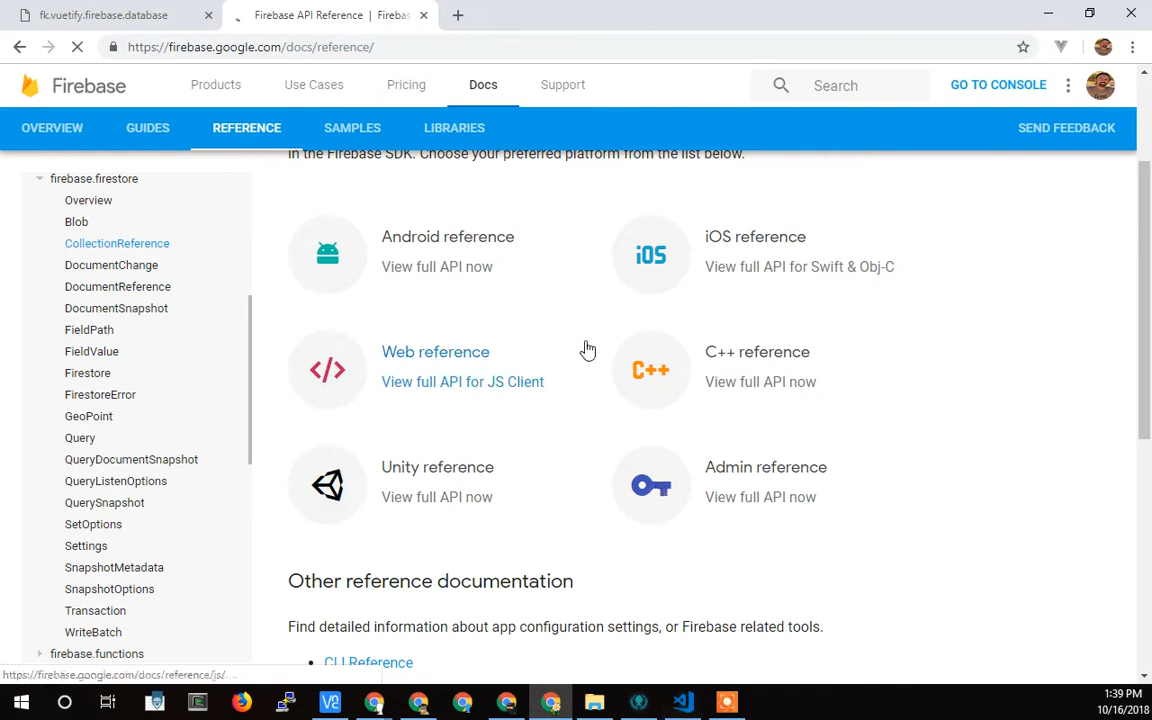 fk.vuetify.firebase.database
Firebase API Reference | Firebas
https://firebase.google.com/docs/reference/
Firebase
Products
Use Cases
Pricing
Docs
Support
Search
GO TO CONSOLE
OVERVIEW
GUIDES
REFERENCE
SAMPLES
LIBRARIES
SEND FEEDBACK
in the Firebase SDK. Choose your preferred platform from the list below.
firebase.firestore
Overview
Blob
CollectionReference
DocumentChange
DocumentReference
DocumentSnapshot
FieldPath
FieldValue
Firestore
FirestoreError
GeoPoint
Query
QueryDocumentSnapshot
QueryListenOptions
QuerySnapshot
SetOptions
Settings
SnapshotMetadata
SnapshotOptions
Transaction
WriteBatch
firebase.functions
Android reference
View full API now
iOS
iOS reference
View full API for Swift & Obj-C
</>
Web reference
View full API for JS Client
C++
C++ reference
View full API now
Unity reference
View full API now
Admin reference
View full API now
Other reference documentation
Find detailed information about app configuration settings, or Firebase related tools.
• CLI Reference
https://firebase.google.com/docs/reference/js/...
1:39 PM
10/16/2018